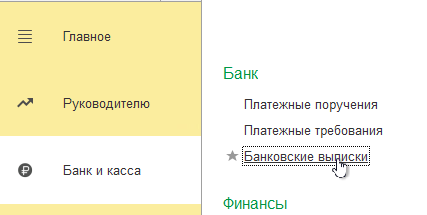 Главное
Руководителю
Банк и касса
Банк
Платежные поручения
Платежные требования
Банковские выписки
Финансы